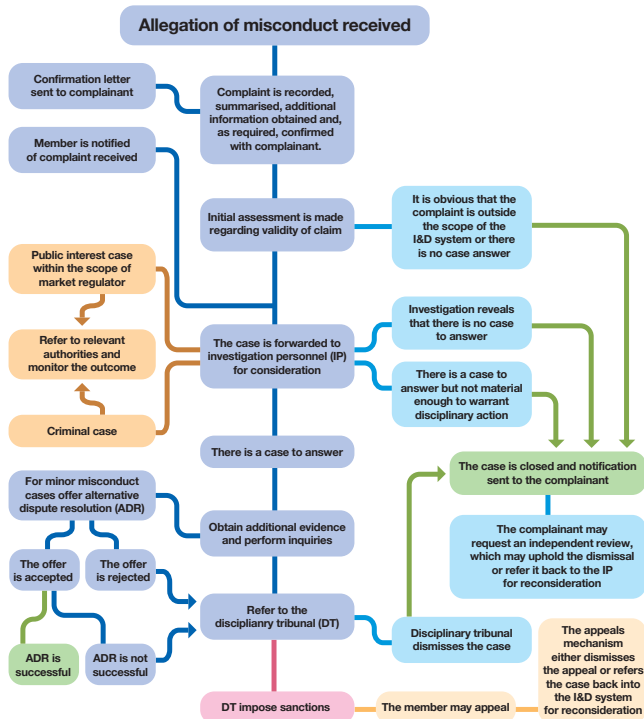 Allegation of misconduct received
Confirmation letter
sent to complainant
Complaint is recorded,
summarised, additional
information obtained and,
as required, confirmed
with complainant.
Member is notified
of complaint received
Initial assessment is made
regarding validity of claim
It is obvious that the
complaint is outside
the scope of the
I&D system or there
is no case answer
Public interest case
within the scope of
market regulator
Refer to relevant
authorities and
monitor the outcome
Criminal case
The case is forwarded to
investigation personnel (IP)
for consideration
Investigation reveals
that there is no case
to answer
There is a case to
answer but not material
enough to warrant
disciplinary action
There is a case to answer
The case is closed and notification
sent to the complainant
For minor misconduct
cases offer alternative
dispute resolution (ADR)
Obtain additional evidence
and perform inquiries
The complainant may
request an independent review,
which may uphold the dismissal
or refer it back to the IP
for reconsideration
The offer
is accepted
The offer
is rejected
Refer to the
disciplianry tribunal (DT)
ADR is
successful
ADR is not
successful
Disciplinary tribunal
dismisses the case
The appeals
mechanism
either dismisses
the appeal or refers
the case back into
the I&D system
for reconsideration
DT impose sanctions
The member may appeal